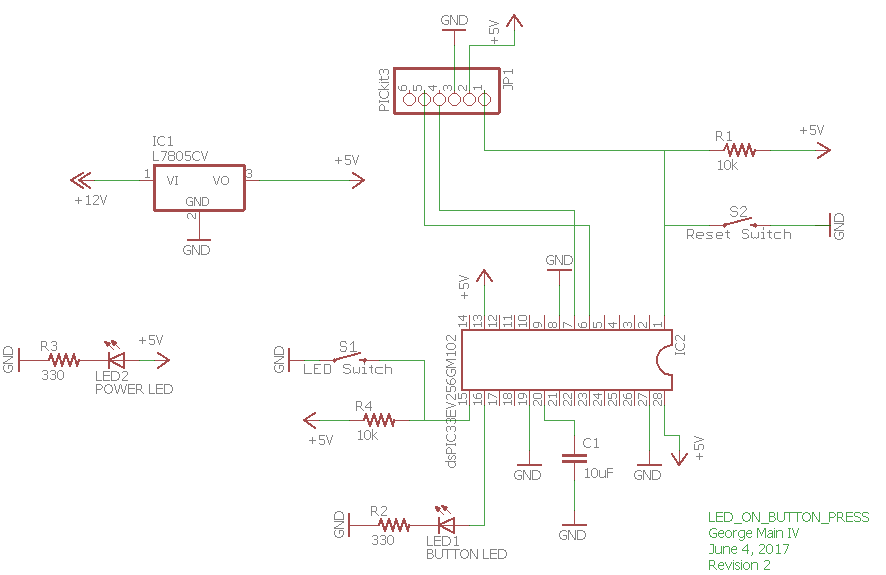 GND
+5V
PICkit3
6 5 4 3 2 1
JP1
R1
10k
+5V
IC1
L7805CV
1
VI
VO
3
GND
2
+12V
+5V
GND
S2
Reset Switch
GND
+5V
GND
14 13 12 11 10 9 8 7 6 5 4 3 2 1
IC2
dsPIC33EV256GM102
15 16 17 18 19 20 21 22 23 24 25 26 27 28
GND
R3
330
LED2
POWER LED
+5V
GND
S1
LED Switch
R4
10k
+5V
GND
C1
10uF
GND
GND
+5V
GND
R2
330
LED1
BUTTON LED
LED_ON_BUTTON_PRESS
George Main IV
June 4, 2017
Revision 2